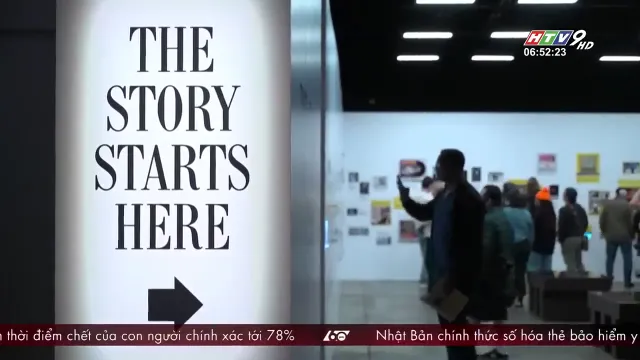 THE
STORY
STARTS
HERE
HTV9 HD
06:52:23
thời điểm chết của con người chính xác tới 78% 60 Nhật Bản chính thức số hóa thẻ bảo hiểm y